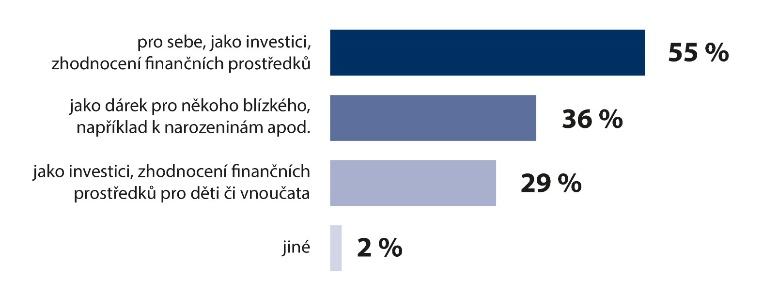 pro sebe, jako investici,
zhodnocení finančních prostředků
55 %
jako dárek pro někoho blízkého,
například k narozeninám apod.
36 %
jako investici, zhodnocení finančních
prostředků pro děti či vnoučata
29 %
jiné
2 %